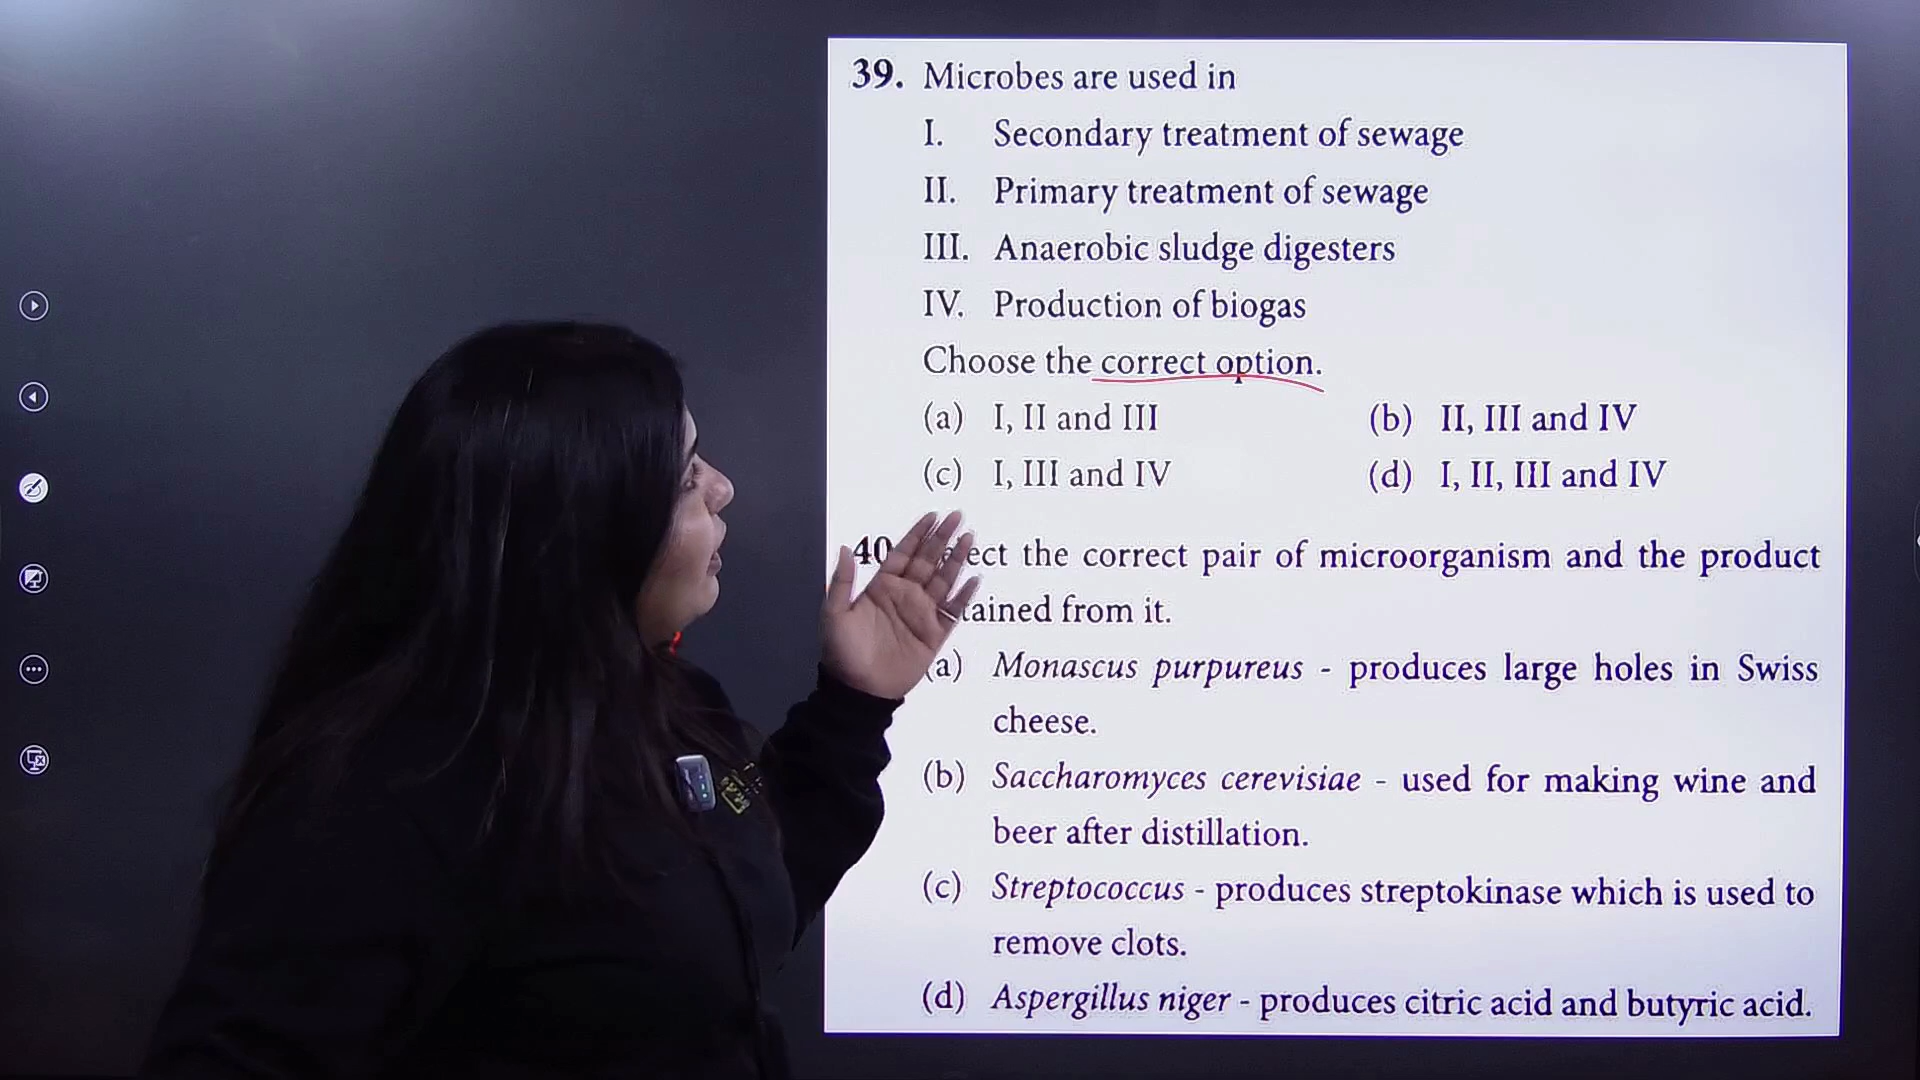 39. Microbes are used in
I. Secondary treatment of sewage
II. Primary treatment of sewage
III. Anaerobic sludge digesters
IV. Production of biogas
Choose the correct option.
(a) I, II and III (b) II, III and IV
(c) I, III and IV (d) I, II, III and IV
40 ect the correct pair of microorganism and the product
tained from it.
(a) Monascus purpureus - produces large holes in Swiss
cheese.
(b) Saccharomyces cerevisiae - used for making wine and
beer after distillation.
(c) Streptococcus - produces streptokinase which is used to
remove clots.
(d) Aspergillus niger - produces citric acid and butyric acid.